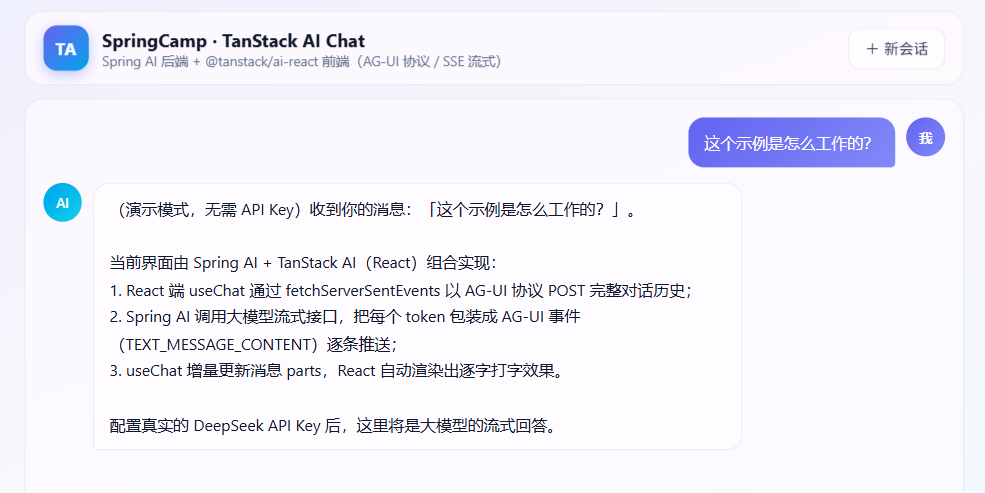 TA
SpringCamp · TanStack AI Chat
Spring AI 后端 + @tanstack/ai-react 前端（AG-UI 协议 / SSE 流式）
+ 新会话
这个示例是怎么工作的？
我
AI
（演示模式，无需 API Key）收到你的消息：「这个示例是怎么工作的？」。
当前界面由 Spring AI + TanStack AI（React）组合实现：
1. React 端 useChat 通过 fetchServerSentEvents 以 AG-UI 协议 POST 完整对话历史；
2. Spring AI 调用大模型流式接口，把每个 token 包装成 AG-UI 事件
（TEXT_MESSAGE_CONTENT）逐条推送；
3. useChat 增量更新消息 parts，React 自动渲染出逐字打字效果。
配置真实的 DeepSeek API Key 后，这里将是大模型的流式回答。